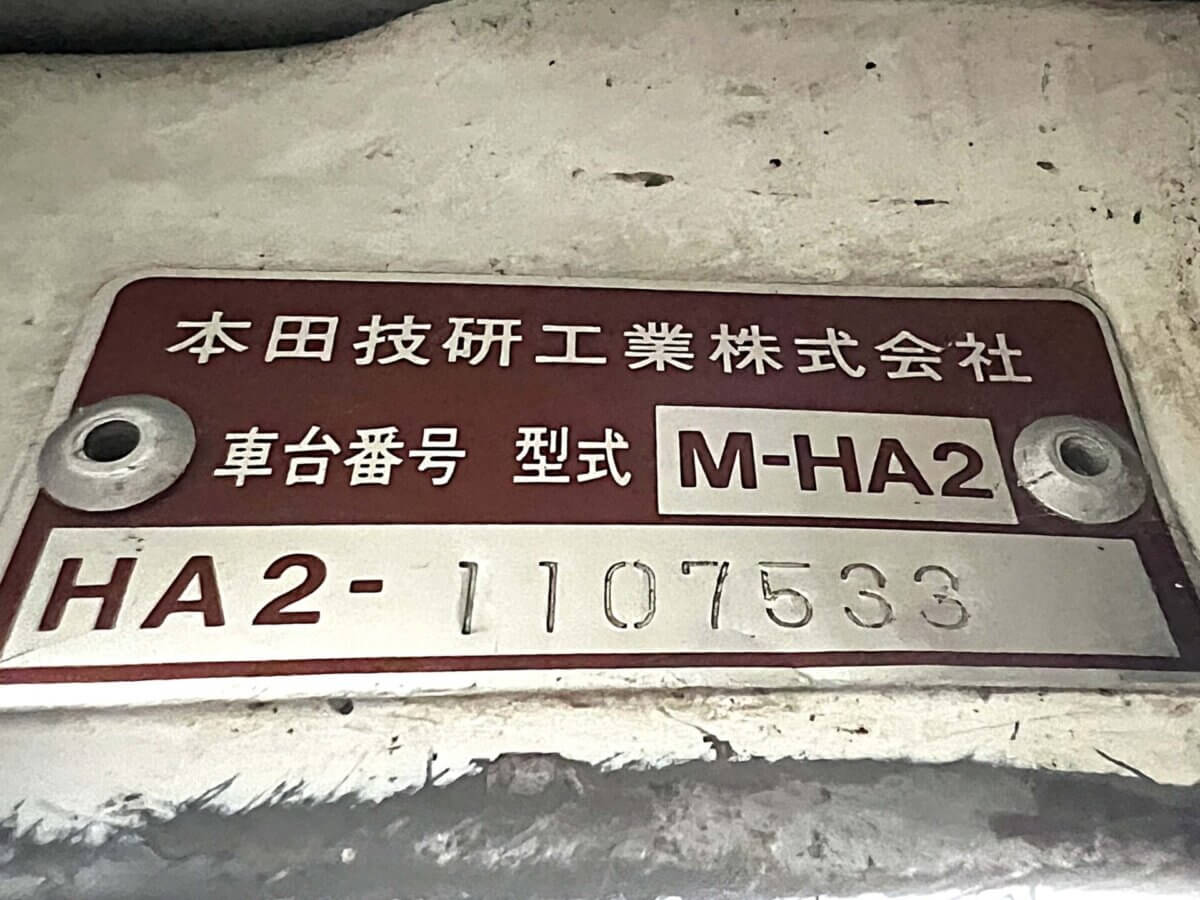 本田技研工業株式会社
車台番号 型式 M-HA2
HA2-1107533